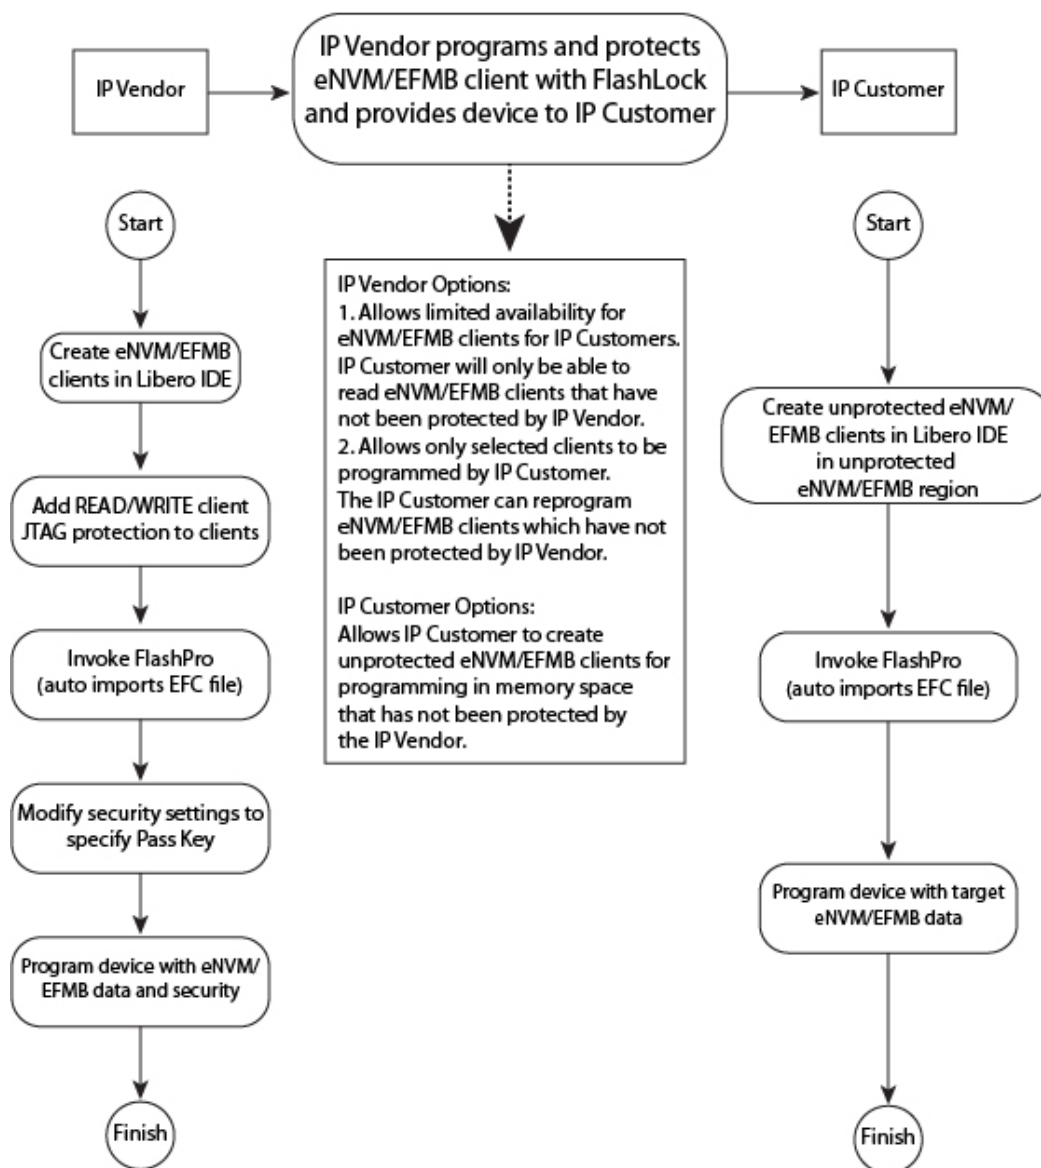 IP Vendor
IP Vendor programs and protects
eNVM/EFMB client with FlashLock
and provides device to IP Customer
IP Customer
Start
Create eNVM/EFMB
clients in Libero IDE
Add READ/WRITE client
JTAG protection to clients
Invoke FlashPro
(auto imports EFC file)
Modify security settings to
specify Pass Key
Program device with eNVM/
EFMB data and security
Finish
IP Vendor Options:
1. Allows limited availability for
eNVM/EFMB clients for IP Customers.
IP Customer will only be able to
read eNVM/EFMB clients that have
not been protected by IP Vendor.
2. Allows only selected clients to be
programmed by IP Customer.
The IP Customer can reprogram
eNVM/EFMB clients which have not
been protected by IP Vendor.
IP Customer Options:
Allows IP Customer to create
unprotected eNVM/EFMB clients for
programming in memory space
that has not been protected by
the IP Vendor.
Start
Create unprotected eNVM/
EFMB clients in Libero IDE
in unprotected
eNVM/EFMB region
Invoke FlashPro
(auto imports EFC file)
Program device with target
eNVM/EFMB data
Finish